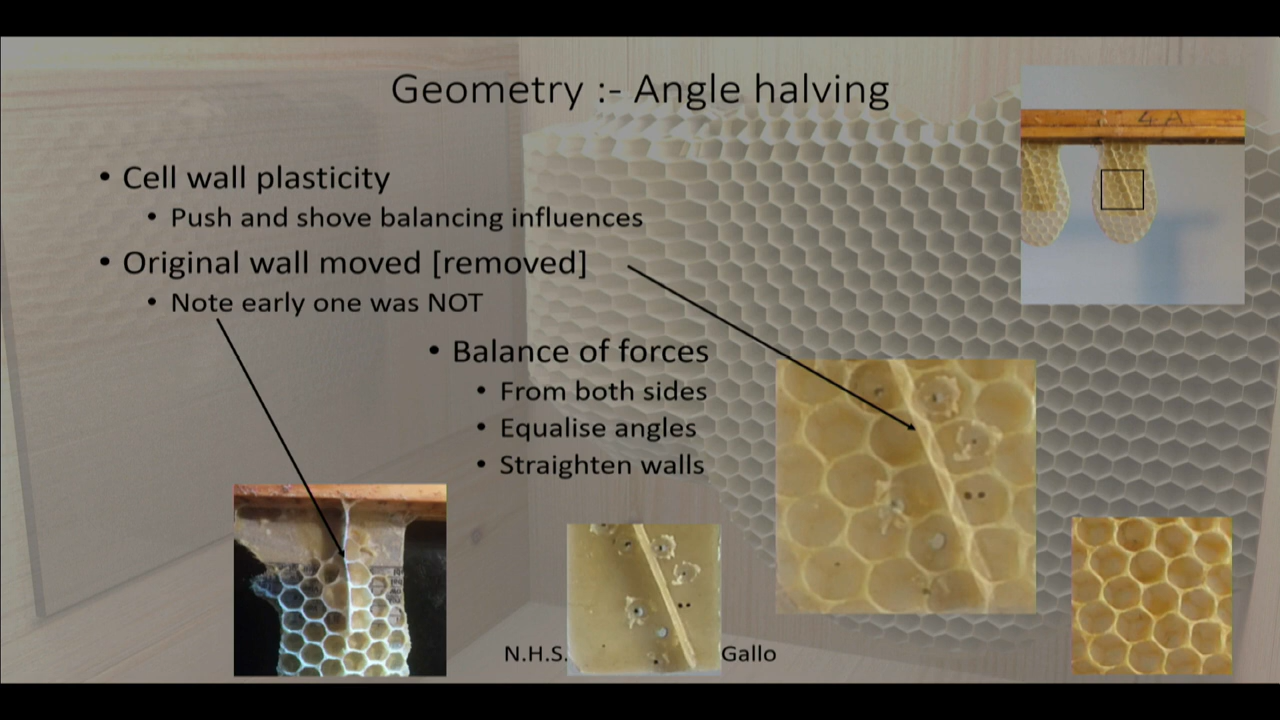 Geometry :- Angle halving
4A
• Cell wall plasticity
• Push and shove balancing influences
• Original wall moved [removed]
• Note early one was NOT
• Balance of forces
• From both sides
• Equalise angles
• Straighten walls
N.H.S. Gallo